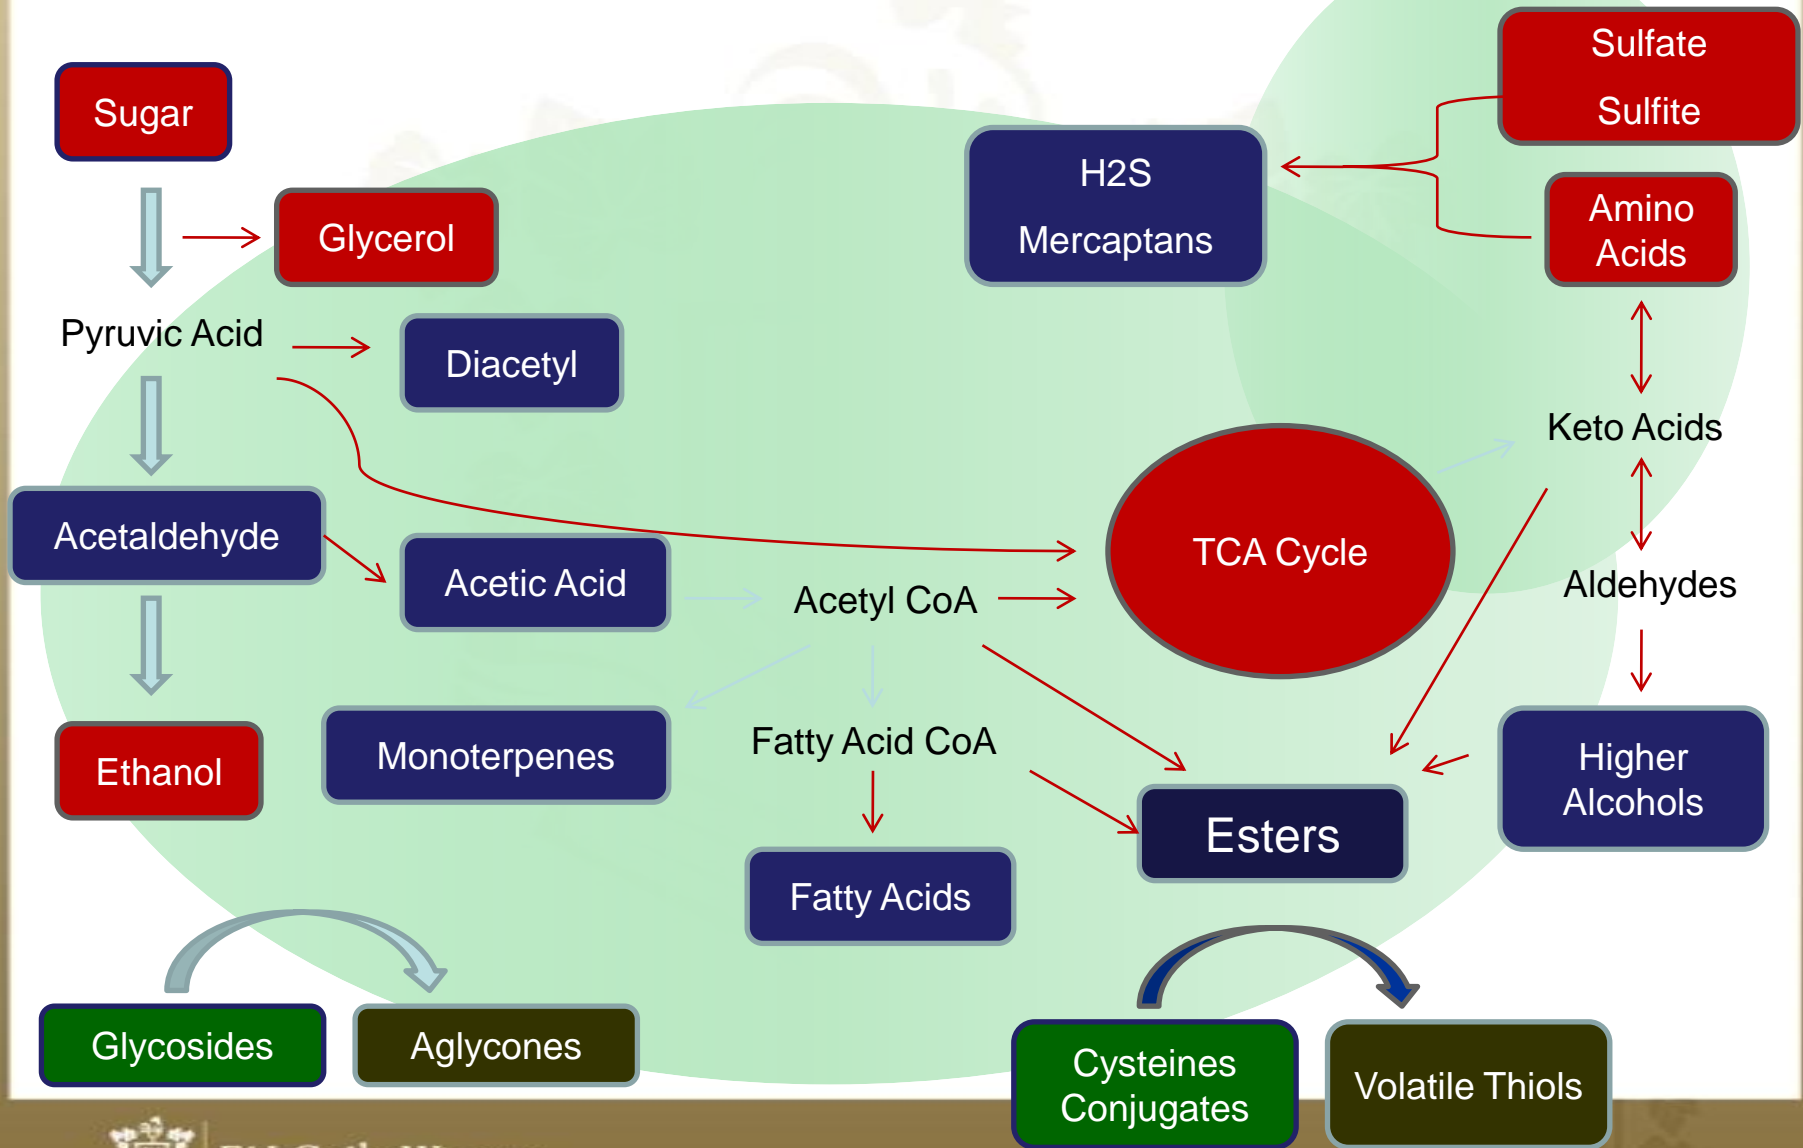 Sulfate
Sulfite
Sugar
H2S
Mercaptans
Amino
Acids
Glycerol
Pyruvic Acid
Diacetyl
Keto Acids
Acetaldehyde
Acetic Acid
Acetyl CoA
TCA Cycle
Aldehydes
Monoterpenes
Fatty Acid CoA
Ethanol
Higher
Alcohols
Esters
Fatty Acids
Glycosides
Aglycones
Cysteines
Conjugates
Volatile Thiols